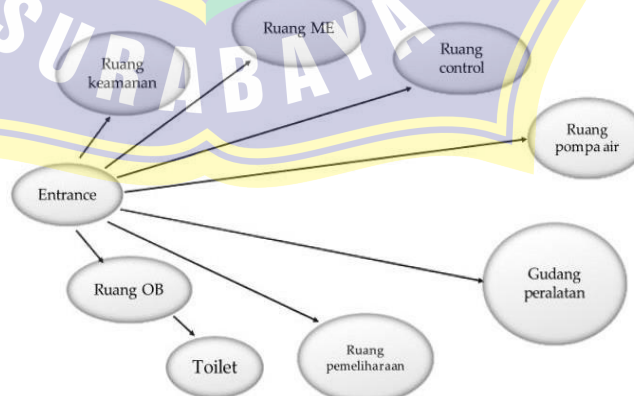 SURABAYA
Ruang ME
Ruang
control
Ruang
keamanan
Ruang
pompa air
Entrance
Gudang
peralatan
Ruang OB
Toilet
Ruang
pemeliharaan